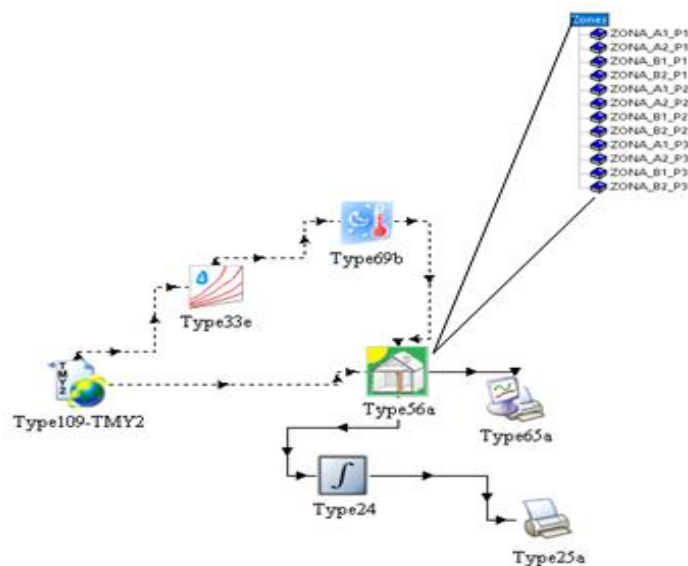 Zones
ZONA_A1_P1
ZONA_A2_P1
ZONA_B1_P1
ZONA_B2_P1
ZONA_A1_P2
ZONA_A2_P2
ZONA_B1_P2
ZONA_B2_P2
ZONA_A1_P3
ZONA_A2_P3
ZONA_B1_P3
ZONA_B2_P3
Type69b
Type33e
TMY2
Type109-TMY2
Type56a
Type65a
Type24
Type25a